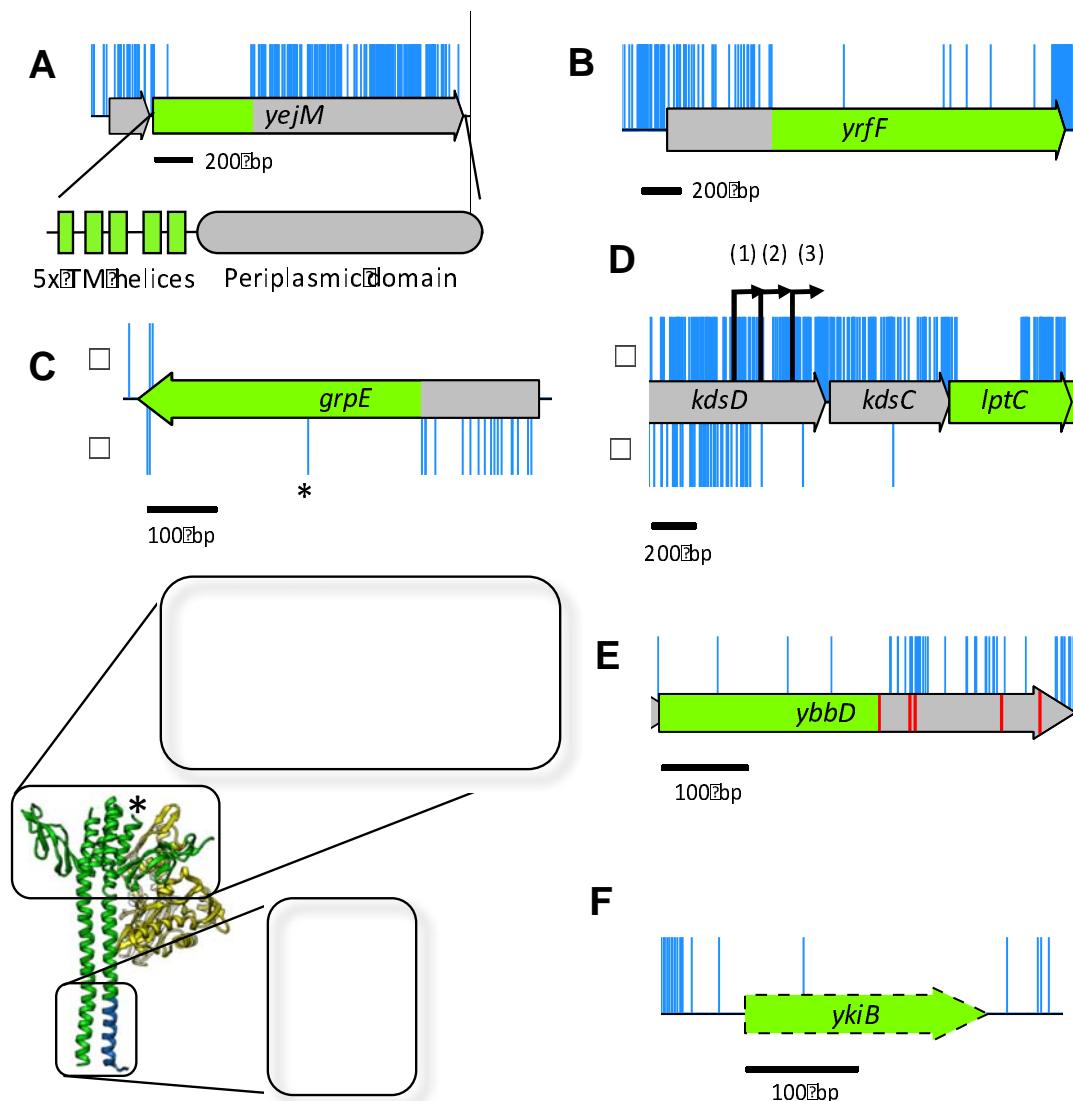 A
yejM
200 bp
5x TM helices
Periplasmic domain
B
yrfF
200 bp
C
grpE
*
100 bp
D
(1) (2) (3)
kdsD kdsC lptC
200 bp
*
E
ybbD
100 bp
F
ykiB
100 bp